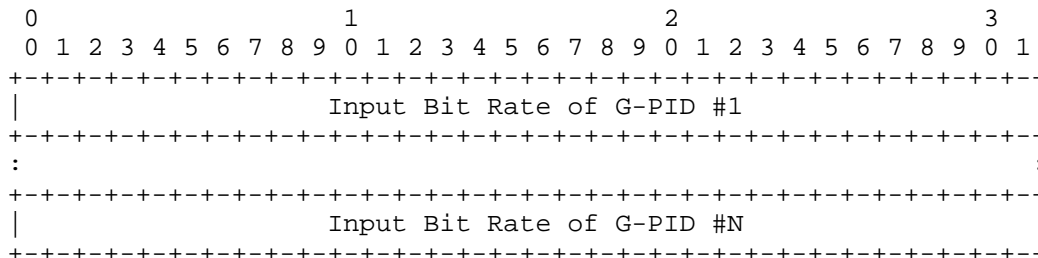 0                   1                   2                   3
 0 1 2 3 4 5 6 7 8 9 0 1 2 3 4 5 6 7 8 9 0 1 2 3 4 5 6 7 8 9 0 1
+-+-+-+-+-+-+-+-+-+-+-+-+-+-+-+-+-+-+-+-+-+-+-+-+-+-+-+-+-+-+-+--
|                   Input Bit Rate of G-PID #1
+-+-+-+-+-+-+-+-+-+-+-+-+-+-+-+-+-+-+-+-+-+-+-+-+-+-+-+-+-+-+-+--
:                                                               :
+-+-+-+-+-+-+-+-+-+-+-+-+-+-+-+-+-+-+-+-+-+-+-+-+-+-+-+-+-+-+-+--
|                   Input Bit Rate of G-PID #N
+-+-+-+-+-+-+-+-+-+-+-+-+-+-+-+-+-+-+-+-+-+-+-+-+-+-+-+-+-+-+-+--